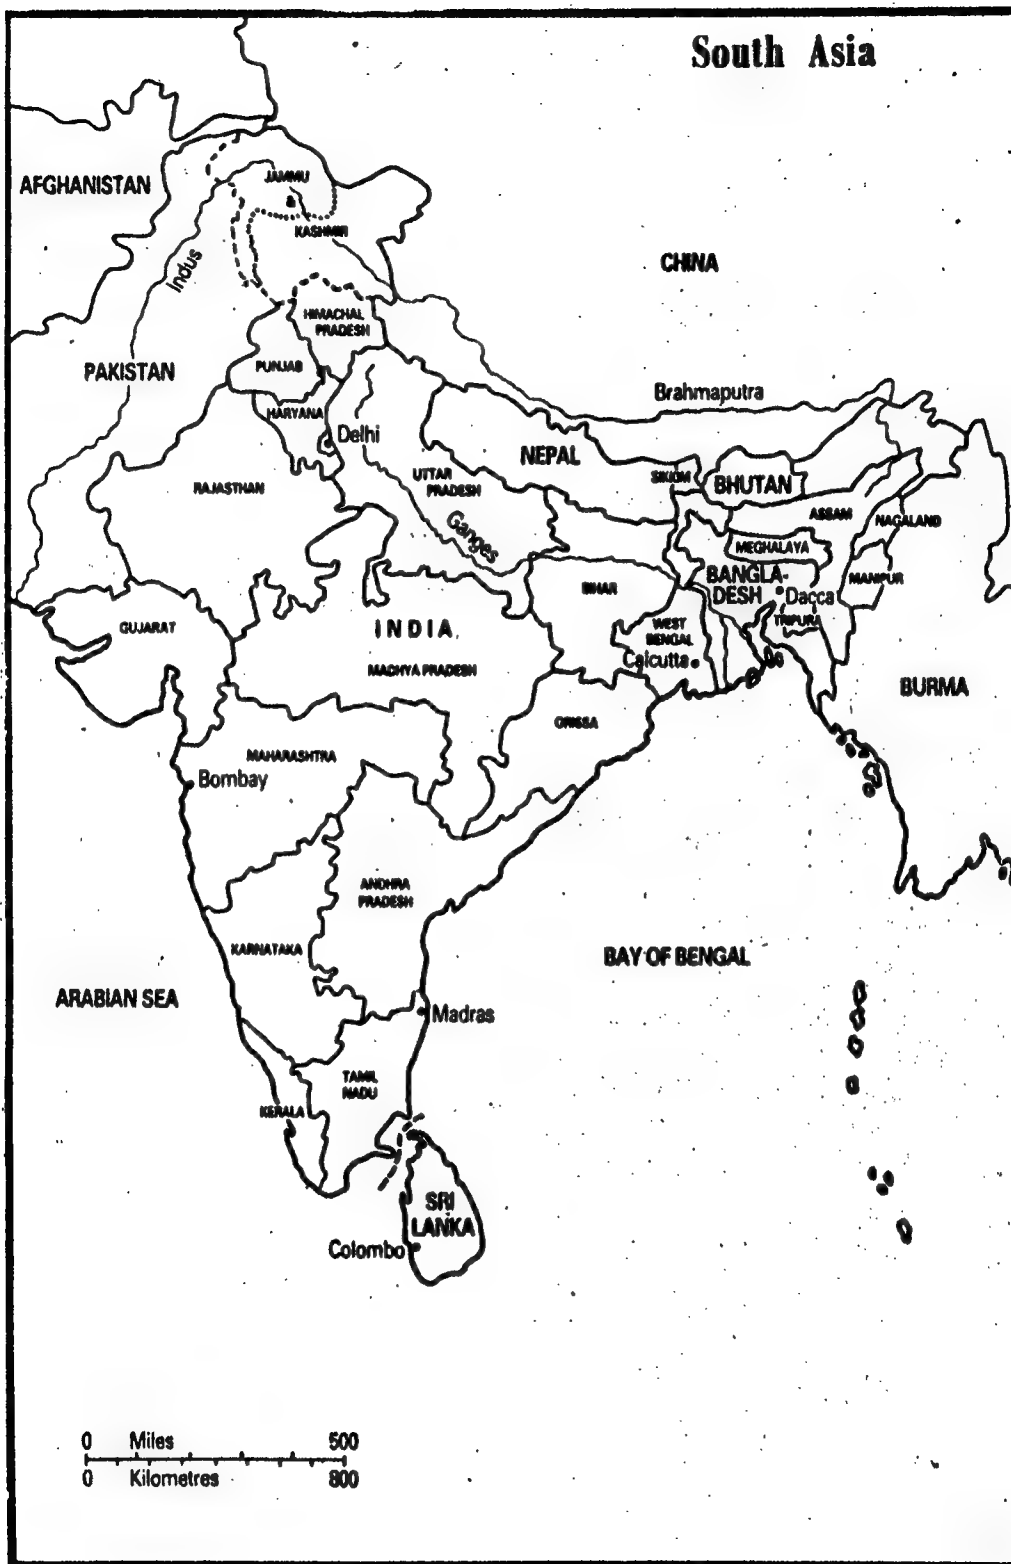 South Asia
AFGHANISTAN
JAMMU
KASHMIR
Indus
CHINA
HIMACHAL
PRADESH
PAKISTAN
PUNJAB
Brahmaputra
HARYANA
Delhi
NEPAL
RAJASTHAN
UTTAR
PRADESH
SIKKIM
BHUTAN
ASSAM
NAGALAND
Ganges
MEGHALAYA
BANGLA-
DESH
Dacca
MANIPUR
BIHAR
TRIPURA
GUJARAT
INDIA
WEST
BENGAL
Calcutta
MADHYA PRADESH
BURMA
ORISSA
MAHARASHTRA
Bombay
ANDHRA
PRADESH
KARNATAKA
BAY OF BENGAL
ARABIAN SEA
Madras
TAMIL
NADU
KERALA
SRI
LANKA
Colombo
0 Miles 500
0 Kilometres 800